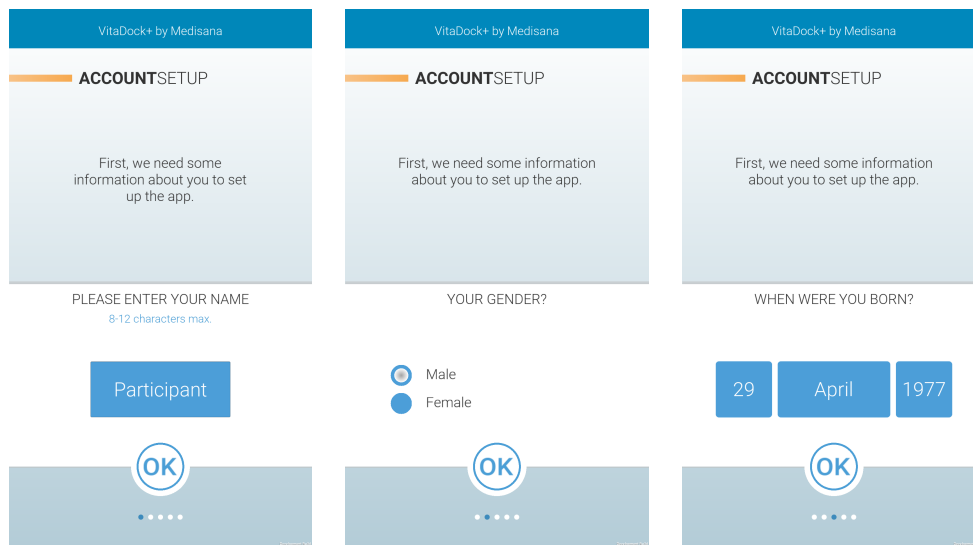 VitaDock+ by Medisana
ACCOUNTSETUP
First, we need some
information about you to set
up the app.
PLEASE ENTER YOUR NAME
8-12 characters max.
Participant
OK
VitaDock+ by Medisana
ACCOUNTSETUP
First, we need some information
about you to set up the app.
YOUR GENDER?
Male
Female
OK
VitaDock+ by Medisana
ACCOUNTSETUP
First, we need some information
about you to set up the app.
WHEN WERE YOU BORN?
29 April 1977
OK